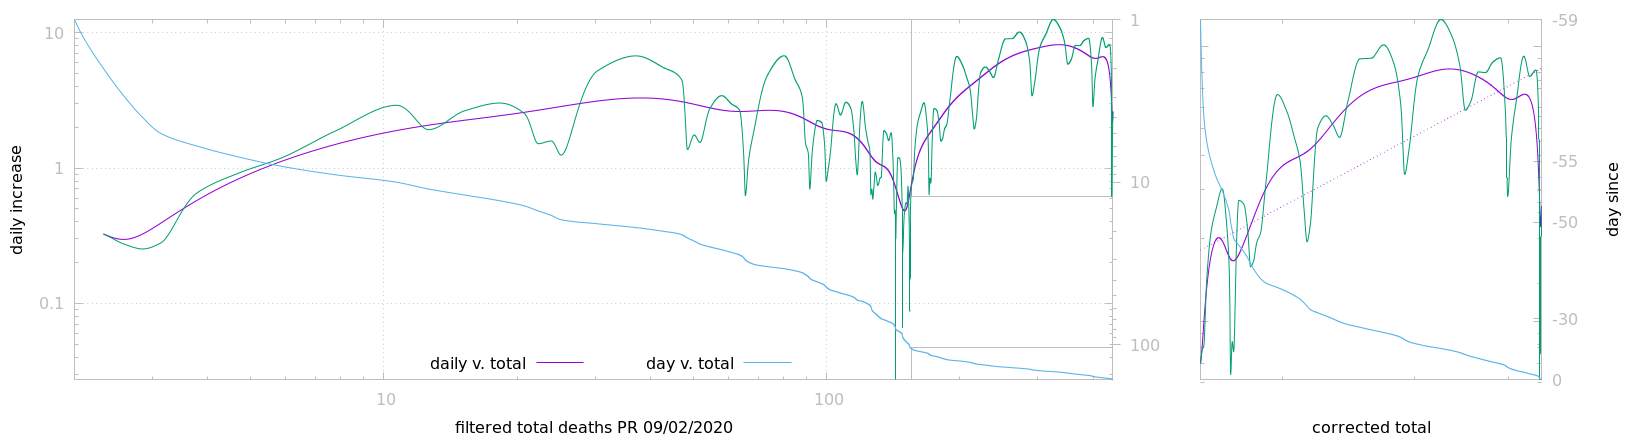 10
1
0.1
daily increase
10
100
filtered total deaths PR 09/02/2020
daily v. total
day v. total
1
10
100
-59
-55
-50
-30
0
day since
corrected total